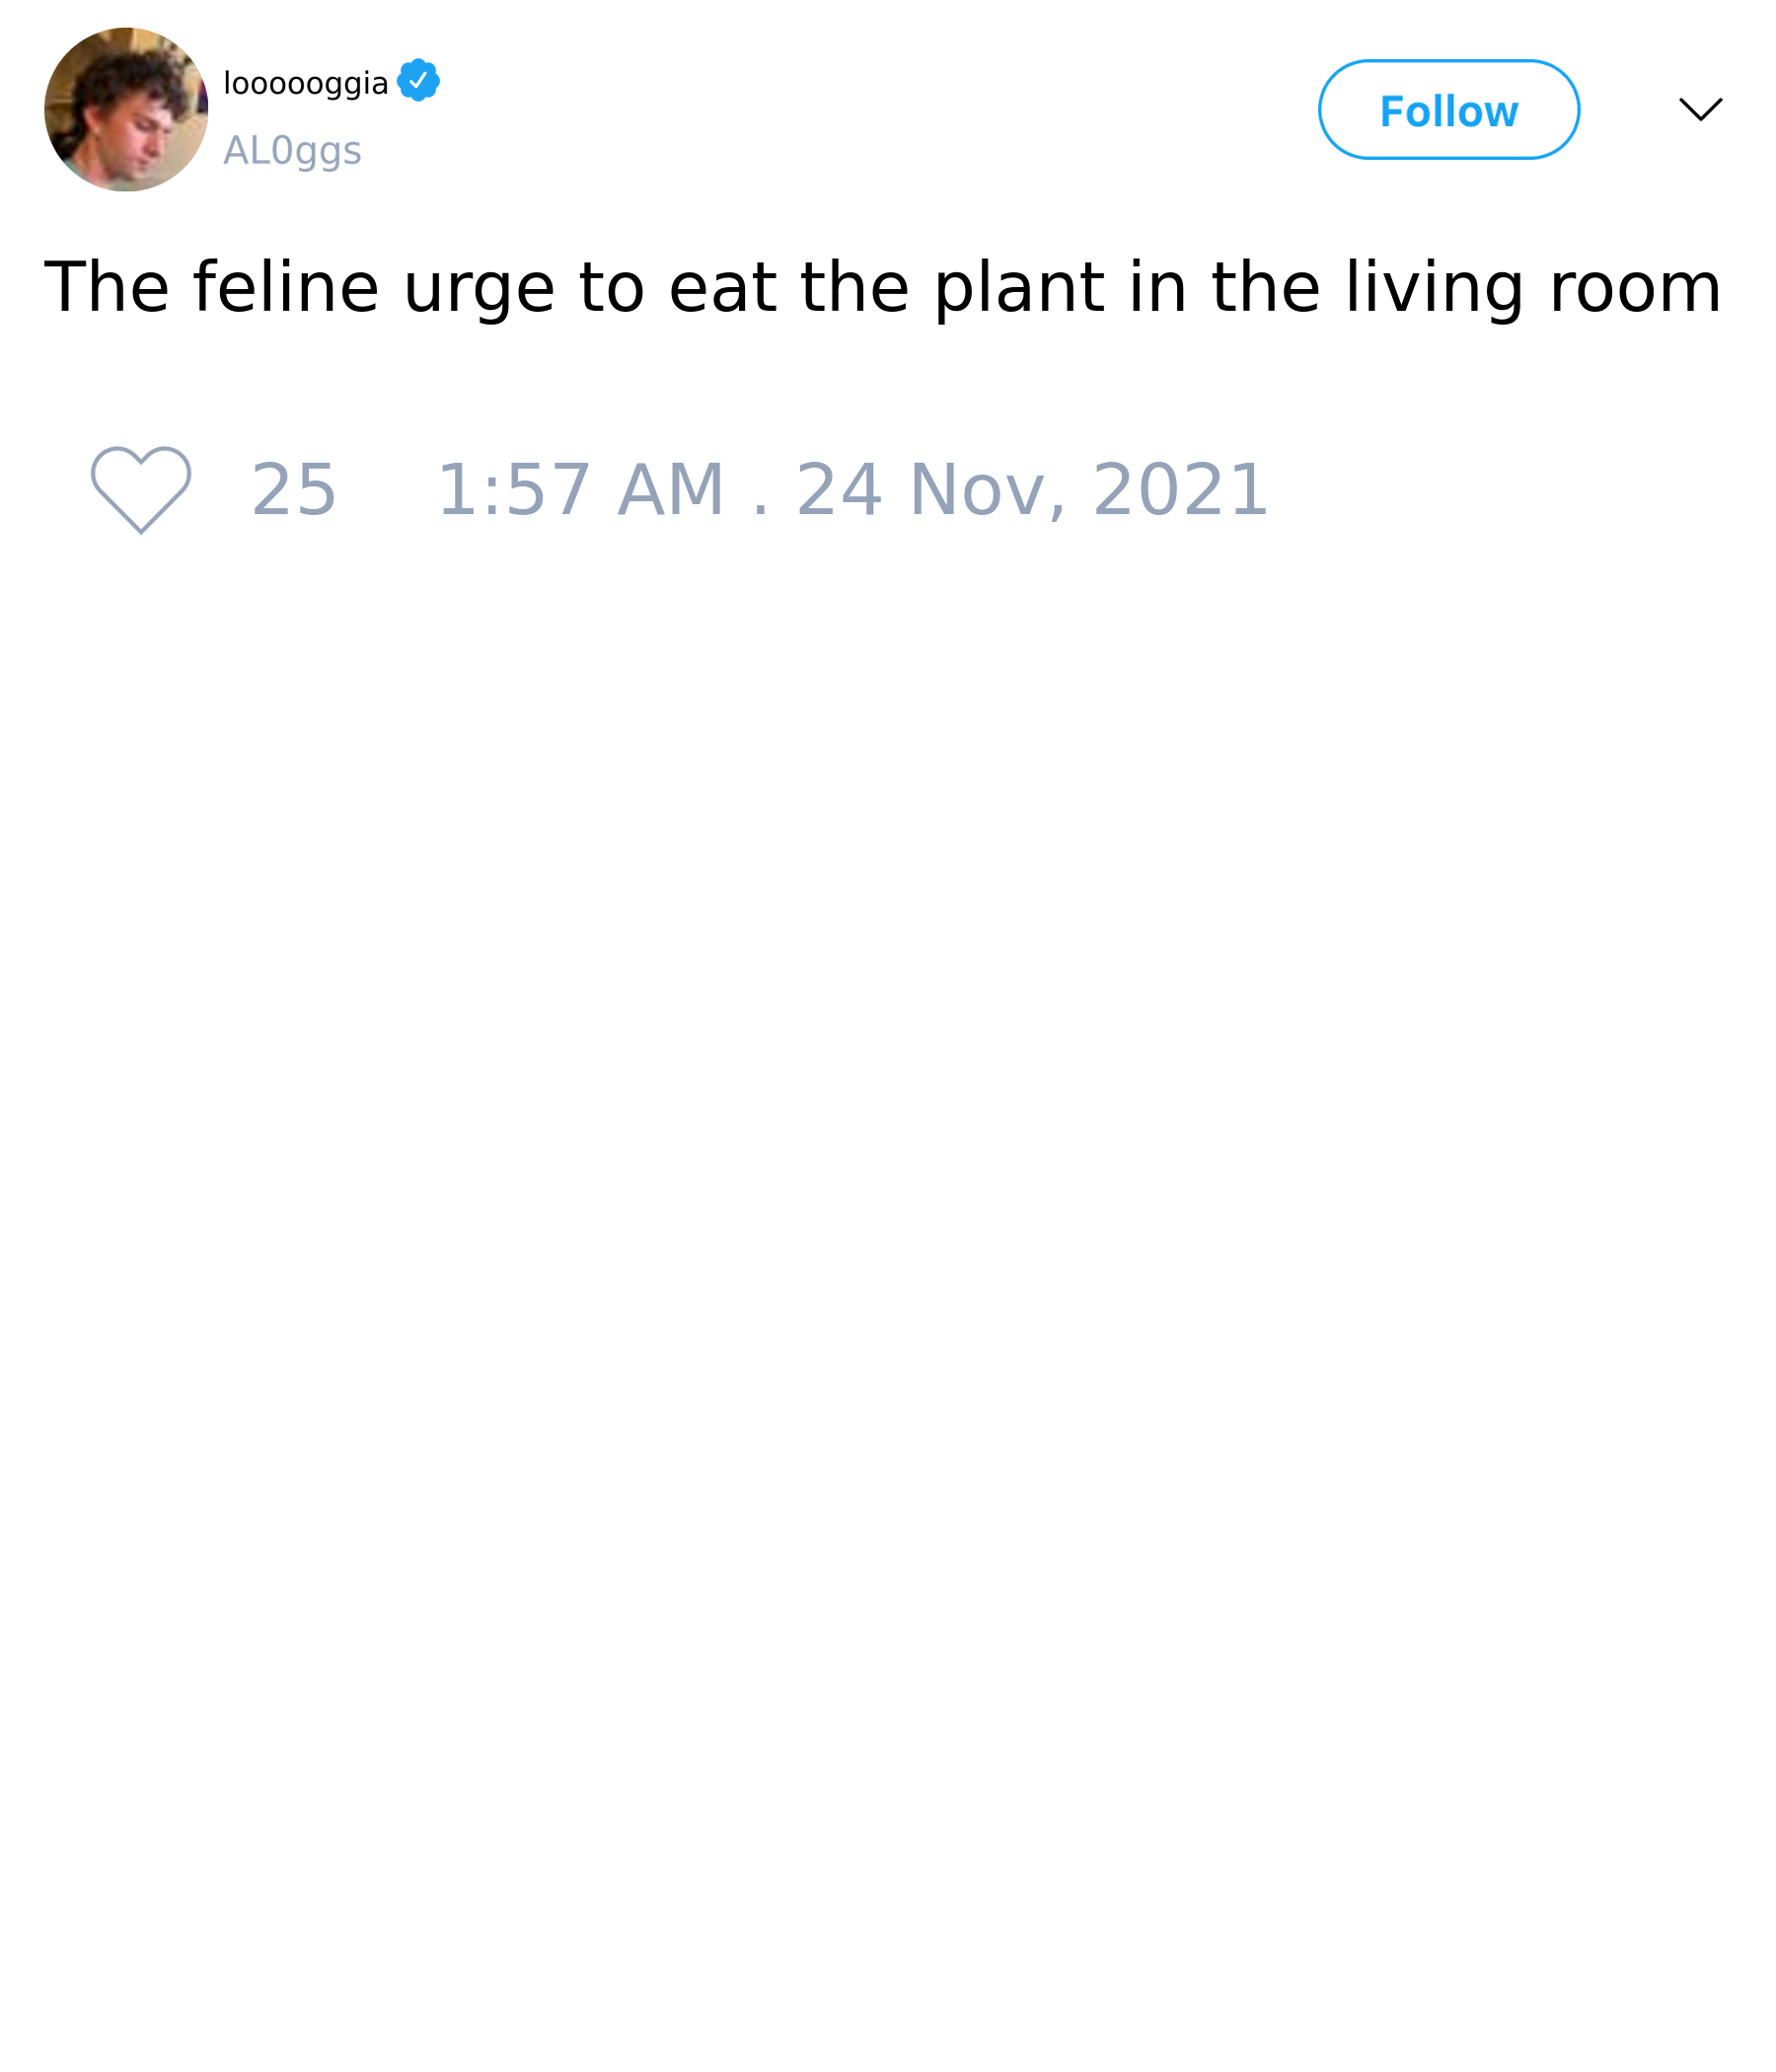 loooooggia
AL0ggs
Follow
The feline urge to eat the plant in the living room
25 1:57 AM . 24 Nov, 2021